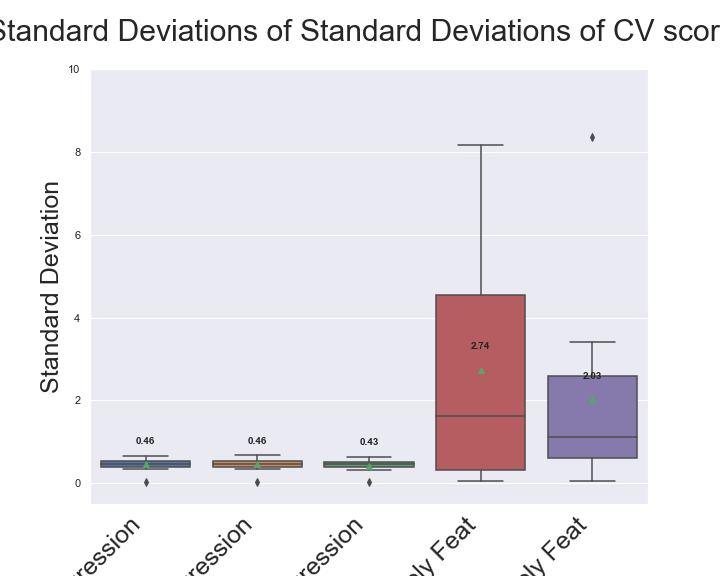 Standard Deviations of Standard Deviations of CV scor
Standard Deviation
10
8
6
4
2
0
0.46
0.46
0.43
2.74
2.03
ression
ression
ression
ly Feat
ly Feat